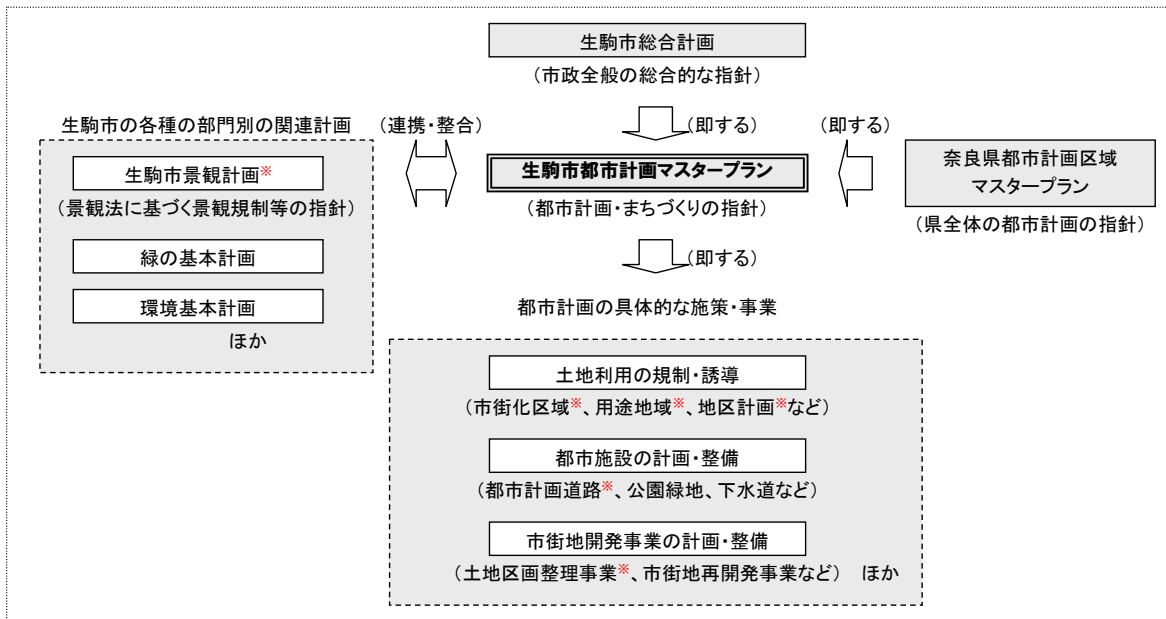 生駒市総合計画
（市政全般の総合的な指針）
生駒市の各種の部門別の関連計画
（連携・整合）
（即する）
（即する）
生駒市景観計画※
（景観法に基づく景観規制等の指針）
緑の基本計画
環境基本計画
ほか
生駒市都市計画マスタープラン
（都市計画・まちづくりの指針）
奈良県都市計画区域
マスタープラン
（県全体の都市計画の指針）
（即する）
都市計画の具体的な施策・事業
土地利用の規制・誘導
（市街化区域※、用途地域※、地区計画※など）
都市施設の計画・整備
（都市計画道路※、公園緑地、下水道など）
市街地開発事業の計画・整備
（土地区画整理事業※、市街地再開発事業など）　ほか